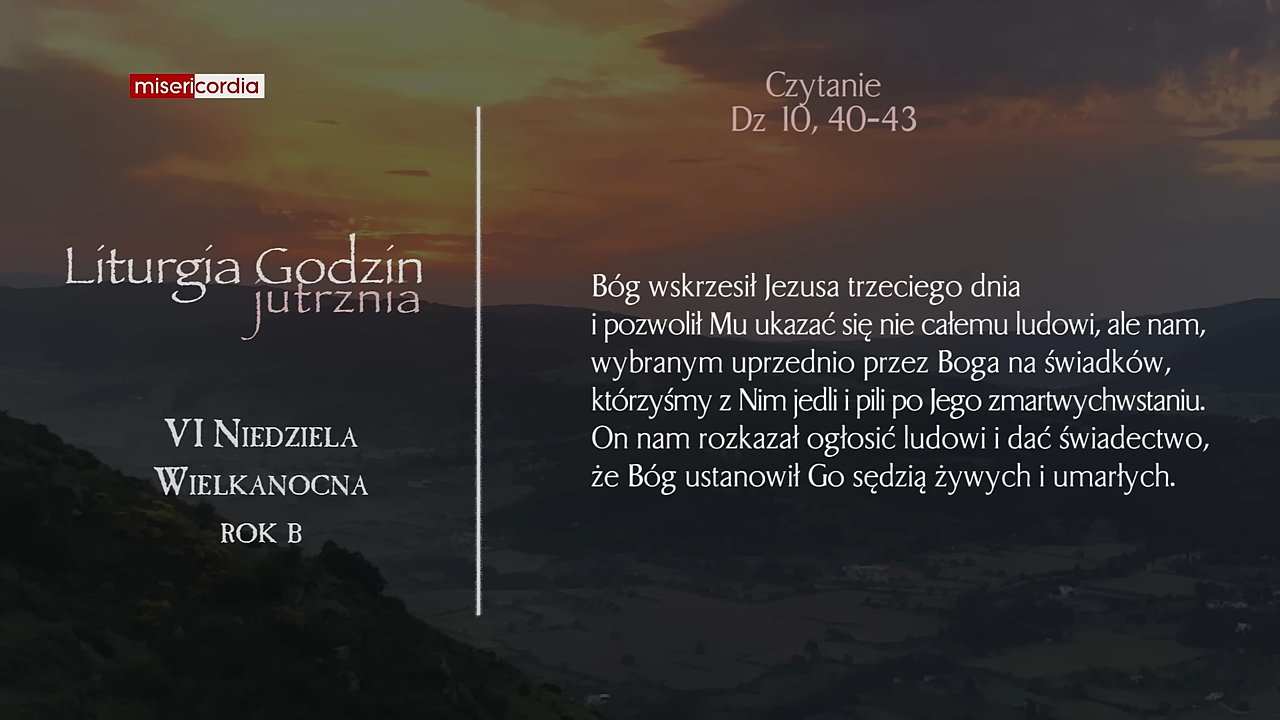 misericordia
Liturgia Godzin
jutrznia
VI Niedziela
Wielkanocna
rok B
Czytanie
Dz 10, 40-43
Bóg wskrzesił Jezusa trzeciego dnia
i pozwolił Mu ukazać się nie całemu ludowi, ale nam,
wybranym uprzednio przez Boga na świadków,
którzyśmy z Nim jedli i pili po Jego zmartwychwstaniu.
On nam rozkazał ogłosić ludowi i dać świadectwo,
że Bóg ustanowił Go sędzią żywych i umarłych.